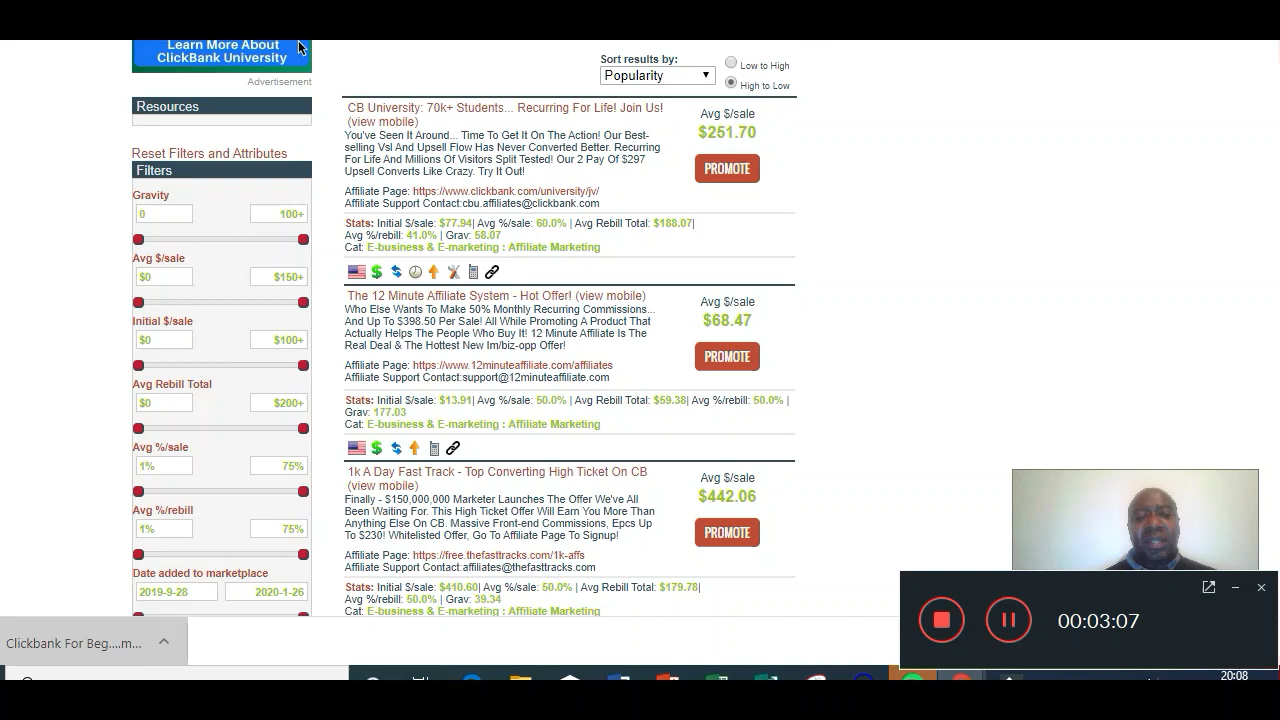 Learn More About
ClickBank University
Advertisement
Resources
Reset Filters and Attributes
Filters
Gravity
0
100+
Avg $/sale
$0
$150+
Initial $/sale
$0
$100+
Avg Rebill Total
$0
$200+
Avg %/sale
1%
75%
Avg %/rebill
1%
75%
Date added to marketplace
2019-9-28
2020-1-26
Sort results by:
Popularity
Low to High
High to Low
CB University: 70k+ Students... Recurring For Life! Join Us!
(view mobile)
You've Seen It Around... Time To Get It On The Action! Our Best-
selling Vsl And Upsell Flow Has Never Converted Better. Recurring
For Life And Millions Of Visitors Split Tested! Our 2 Pay Of $297
Upsell Converts Like Crazy. Try It Out!
Avg $/sale
$251.70
PROMOTE
Affiliate Page: https://www.clickbank.com/university/jv/
Affiliate Support Contact:cbu.affiliates@clickbank.com
Stats: Initial $/sale: $77.94| Avg %/sale: 60.0% | Avg Rebill Total: $188.07|
Avg %/rebill: 41.0% | Grav: 58.07
Cat: E-business & E-marketing : Affiliate Marketing
The 12 Minute Affiliate System - Hot Offer! (view mobile)
Who Else Wants To Make 50% Monthly Recurring Commissions...
And Up To $398.50 Per Sale! All While Promoting A Product That
Actually Helps The People Who Buy It! 12 Minute Affiliate Is The
Real Deal & The Hottest New Im/biz-opp Offer!
Avg $/sale
$68.47
PROMOTE
Affiliate Page: https://www.12minuteaffiliate.com/affiliates
Affiliate Support Contact:support@12minuteaffiliate.com
Stats: Initial $/sale: $13.91| Avg %/sale: 50.0% | Avg Rebill Total: $59.38| Avg %/rebill: 50.0% |
Grav: 177.03
Cat: E-business & E-marketing : Affiliate Marketing
1k A Day Fast Track - Top Converting High Ticket On CB
(view mobile)
Finally - $150,000,000 Marketer Launches The Offer We've All
Been Waiting For. This High Ticket Offer Will Earn You More Than
Anything Else On CB. Massive Front-end Commissions, Epcs Up
To $230! Whitelisted Offer, Go To Affiliate Page To Signup!
Avg $/sale
$442.06
PROMOTE
Affiliate Page: https://free.thefasttracks.com/1k-affs
Affiliate Support Contact:affiliates@thefasttracks.com
Stats: Initial $/sale: $410.60| Avg %/sale: 50.0% | Avg Rebill Total: $179.78|
Avg %/rebill: 50.0% | Grav: 39.34
Cat: E-business & E-marketing : Affiliate Marketing
Clickbank For Beg....m...
00:03:07
20:08